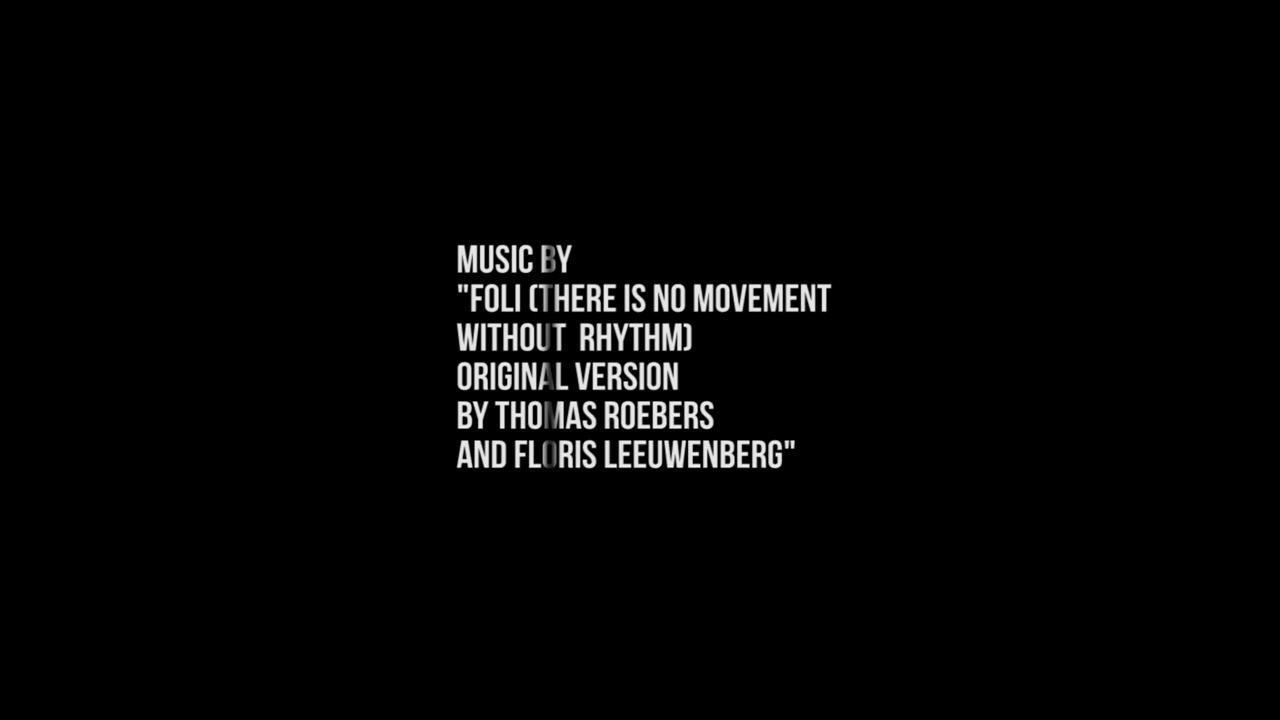 MUSIC BY
"FOLI (THERE IS NO MOVEMENT
WITHOUT  RHYTHM)
ORIGINAL VERSION
BY THOMAS ROEBERS
AND FLORIS LEEUWENBERG"